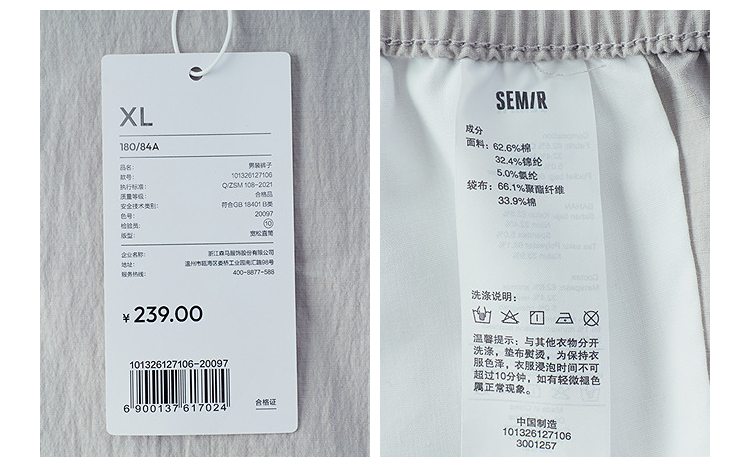 XL
180/84A
品名: 男装裤子
款号: 101326127106
执行标准: Q/ZSM 108-2021
质量等级: 合格品
安全技术类别: 符合GB 18401 B类
色号: 20097
检验员: 10
版型: 宽松直筒
企业名称: 浙江森马服饰股份有限公司
地址: 温州市瓯海区娄桥工业园南汇路98号
服务热线: 400-8877-588
¥ 239.00
101326127106-20097
6 900137 617024
合格证
SEMIR
成分
面料: 62.6%棉
32.4%锦纶
5.0%氨纶
袋布: 66.1%聚酯纤维
33.9%棉
洗涤说明:
温馨提示: 与其他衣物分开
洗涤, 垫布熨烫, 为保持衣
服色泽, 衣服浸泡时间不可
超过10分钟, 如有轻微褪色
属正常现象。
中国制造
101326127106
3001257